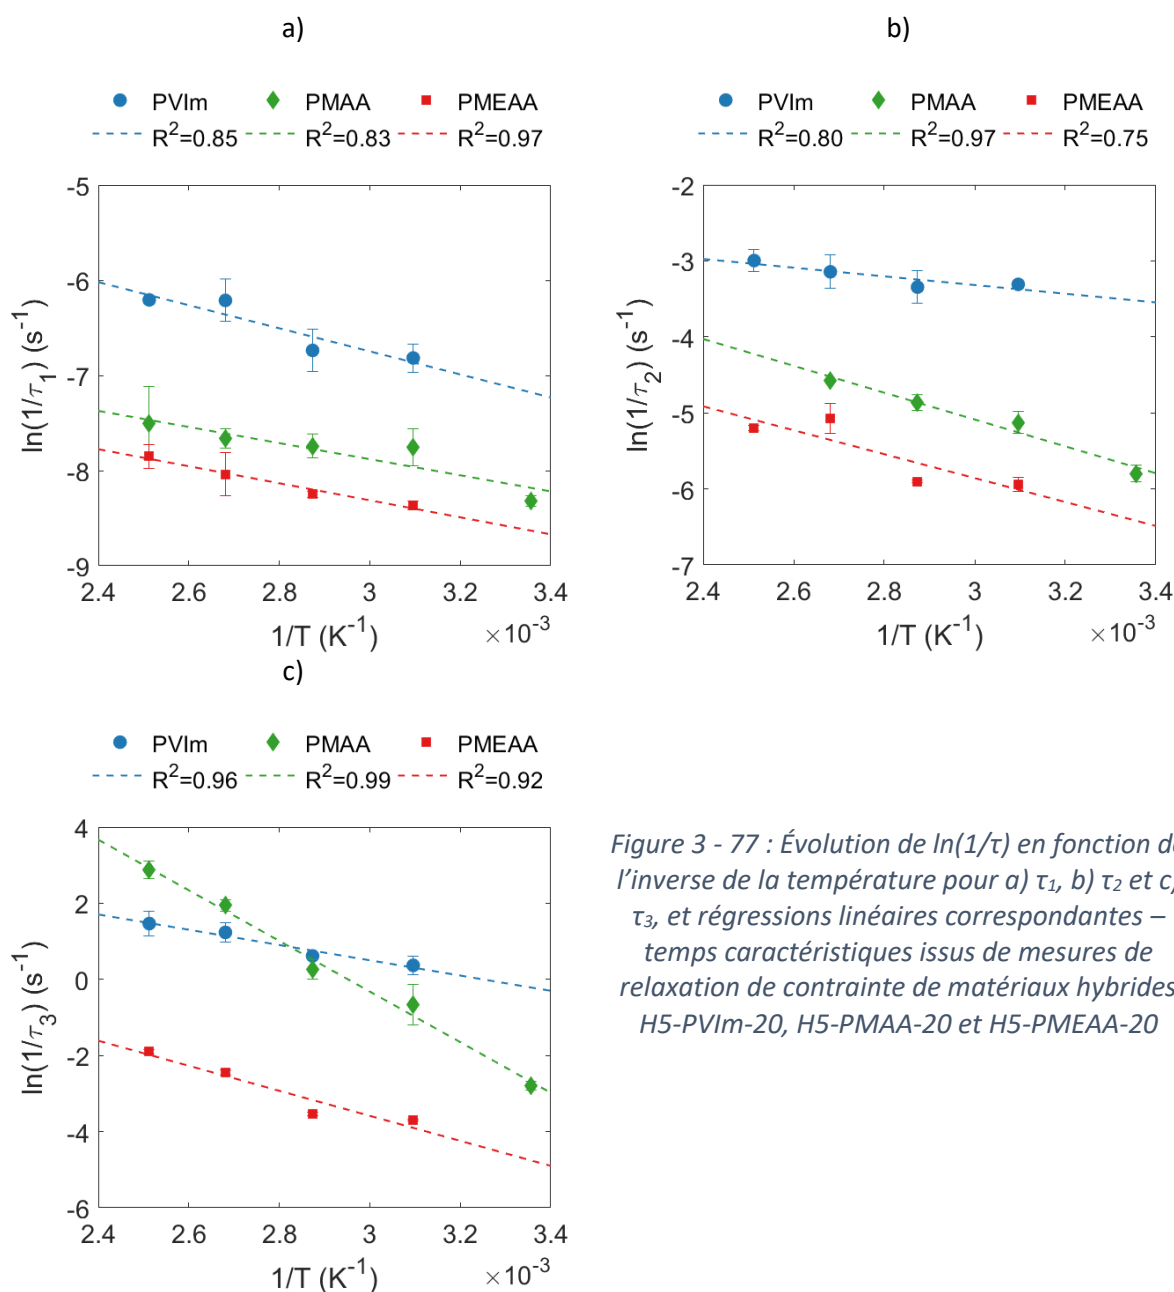 a)
PVIm PMAA PMEAA
R²=0.85 R²=0.83 R²=0.97
-5
-6
-7
-8
-9
ln(1/τ₁) (s⁻¹)
2.4 2.6 2.8 3 3.2 3.4
1/T (K⁻¹) ×10⁻³
b)
PVIm PMAA PMEAA
R²=0.80 R²=0.97 R²=0.75
-2
-3
-4
-5
-6
-7
ln(1/τ₂) (s⁻¹)
2.4 2.6 2.8 3 3.2 3.4
1/T (K⁻¹) ×10⁻³
c)
PVIm PMAA PMEAA
R²=0.96 R²=0.99 R²=0.92
4
2
0
-2
-4
-6
ln(1/τ₃) (s⁻¹)
2.4 2.6 2.8 3 3.2 3.4
1/T (K⁻¹) ×10⁻³
Figure 3 - 77 : Évolution de ln(1/τ) en fonction de
l’inverse de la température pour a) τ₁, b) τ₂ et c)
τ₃, et régressions linéaires correspondantes –
temps caractéristiques issus de mesures de
relaxation de contrainte de matériaux hybrides
H5-PVIm-20, H5-PMAA-20 et H5-PMEAA-20